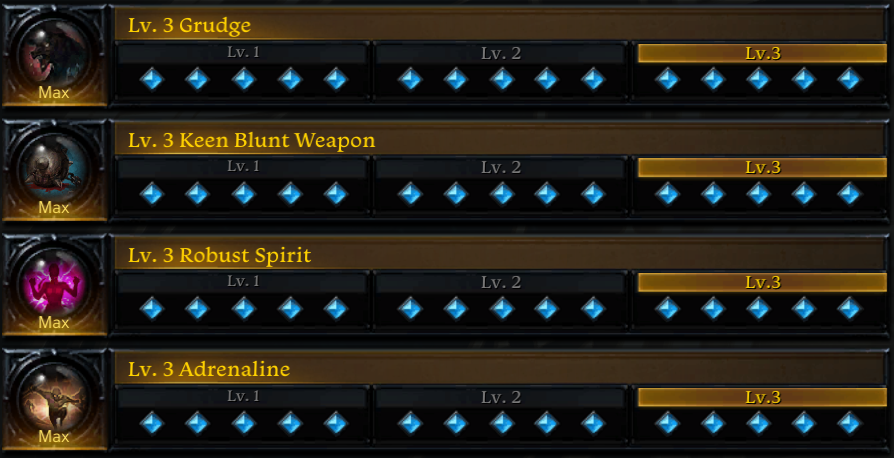 Lv. 3 Grudge
Lv. 1 Lv. 2 Lv.3
Max
Lv. 3 Keen Blunt Weapon
Lv. 1 Lv. 2 Lv.3
Max
Lv. 3 Robust Spirit
Lv. 1 Lv. 2 Lv.3
Max
Lv. 3 Adrenaline
Lv. 1 Lv. 2 Lv.3
Max